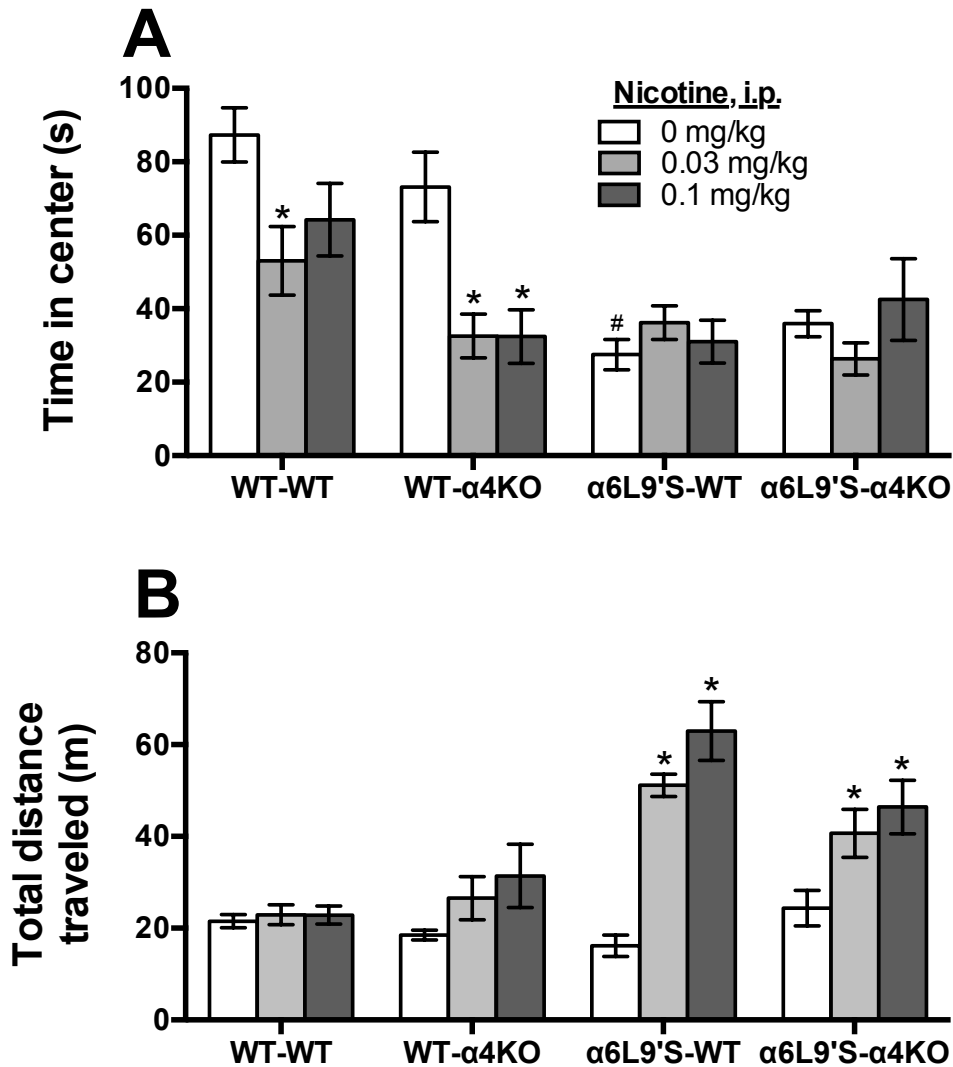 A
Time in center (s)
100
80
60
40
20
0
Nicotine, i.p.
0 mg/kg
0.03 mg/kg
0.1 mg/kg
*
*
*
#
WT-WT
WT-α4KO
α6L9'S-WT
α6L9'S-α4KO
B
Total distance
traveled (m)
80
60
40
20
0
*
*
*
*
WT-WT
WT-α4KO
α6L9'S-WT
α6L9'S-α4KO